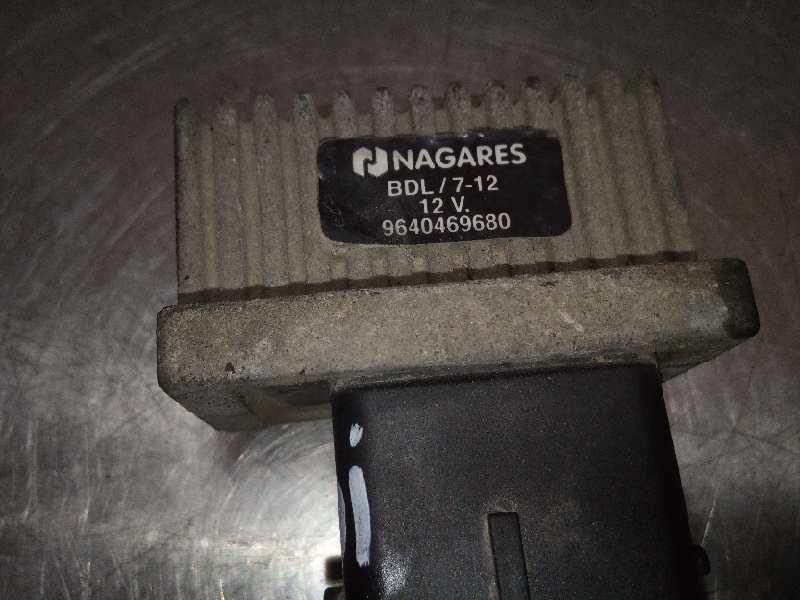 NAGARES
BDL / 7-12
12 V.
9640469680